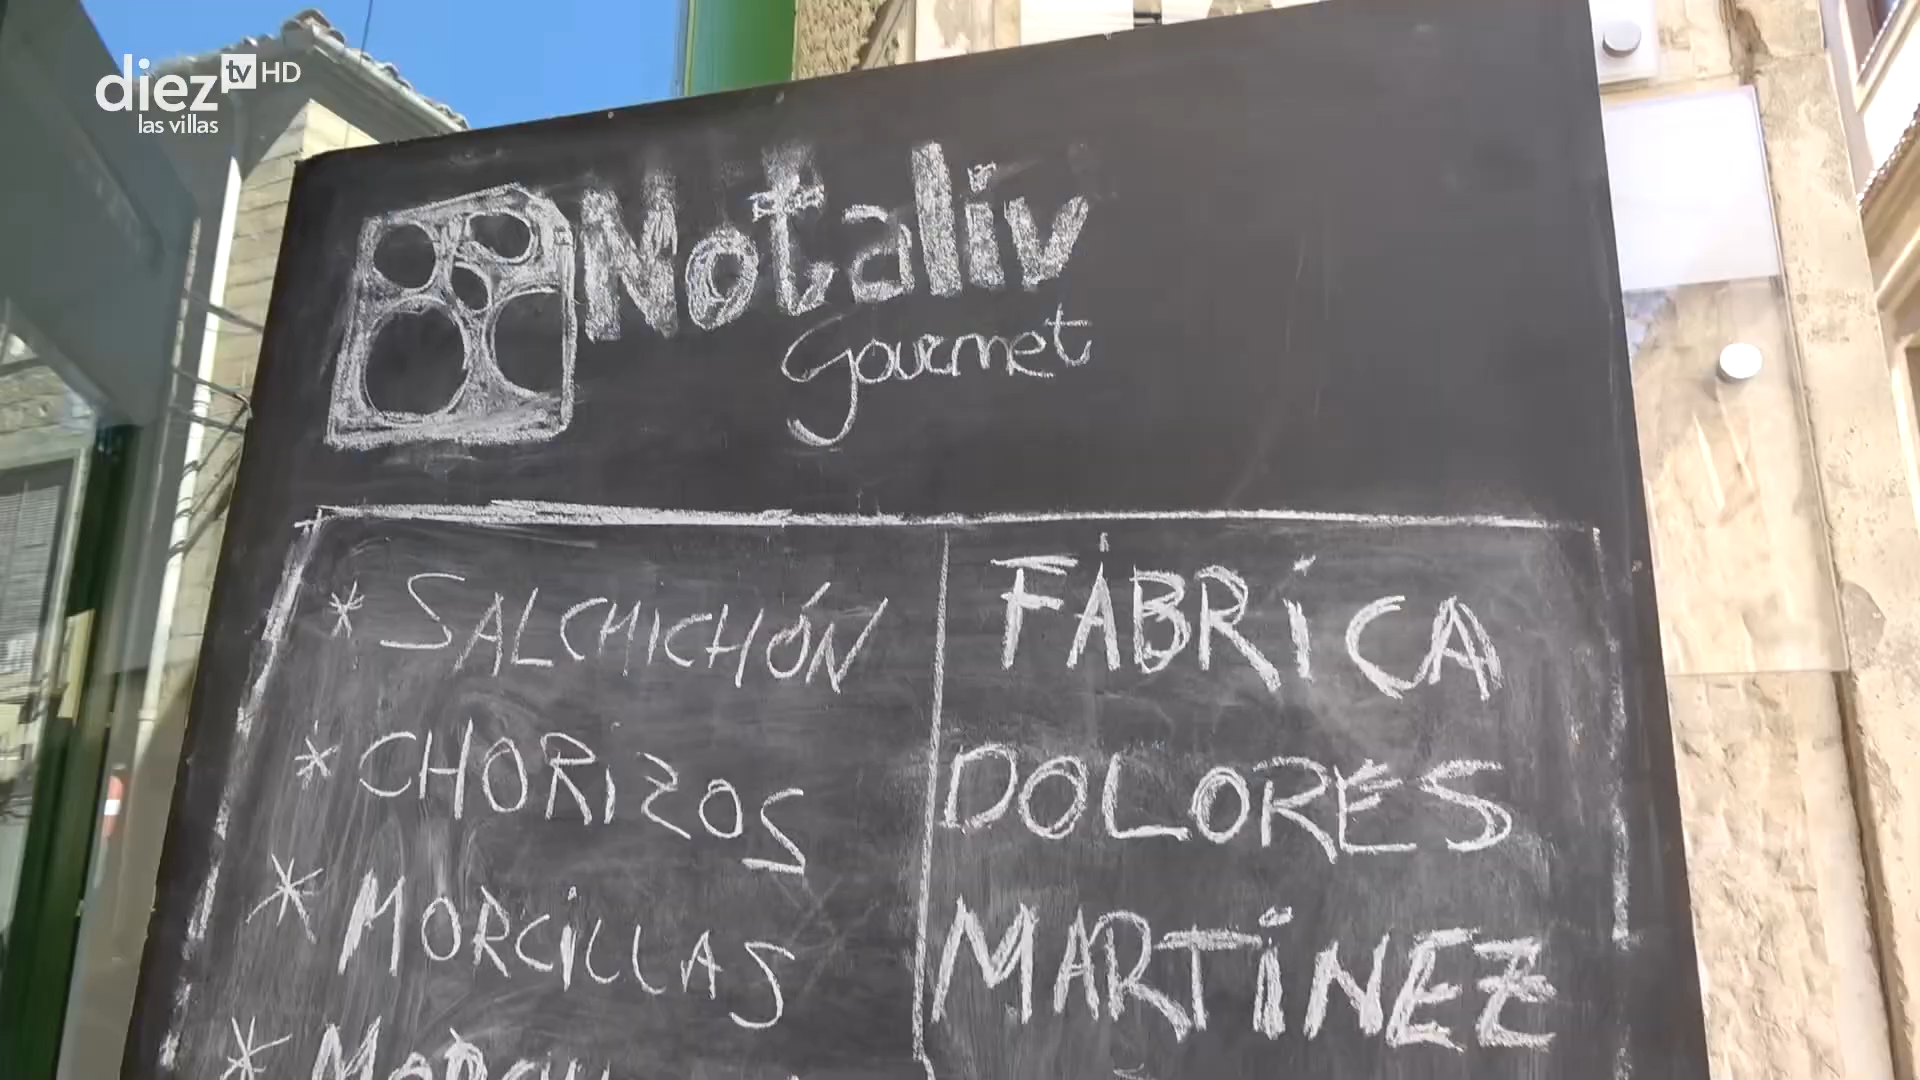 diez tv HD
las villas
Notaliv
Gourmet
* SALCHICHÓN
* CHORIZOS
* MORCILLAS
FÁBRICA
DOLORES
MARTÍNEZ